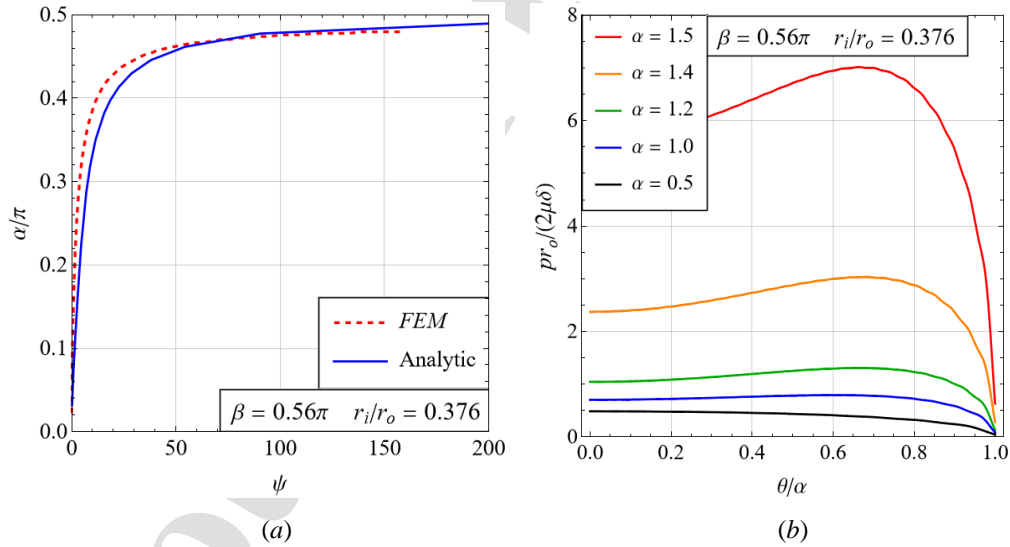 0.5
0.4
0.3
0.2
0.1
0.0
α/π
FEM
Analytic
β = 0.56π r_i/r_o = 0.376
0 50 100 150 200
ψ
(a)
8
6
4
2
0
pr_o/(2μδ)
α = 1.5
α = 1.4
α = 1.2
α = 1.0
α = 0.5
β = 0.56π r_i/r_o = 0.376
0.0 0.2 0.4 0.6 0.8 1.0
θ/α
(b)